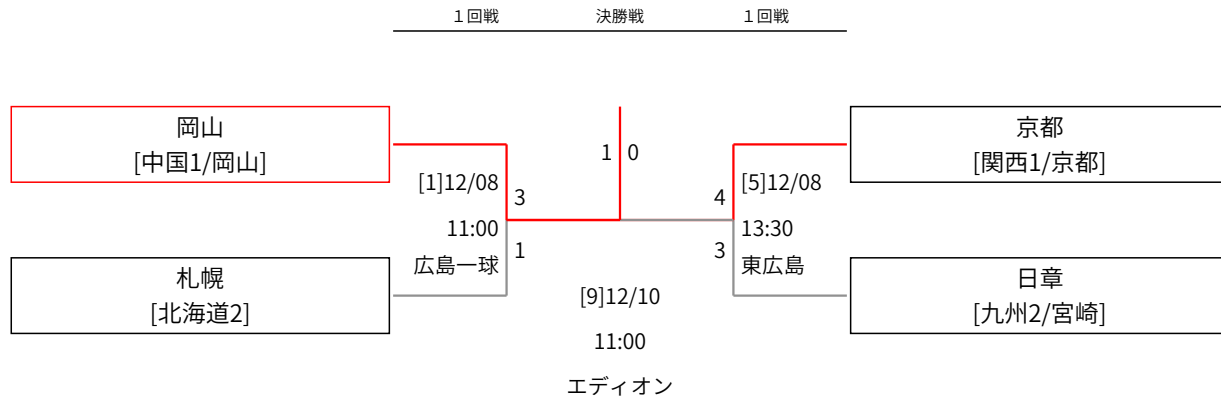 １回戦 決勝戦 １回戦
岡山
[中国1/岡山]
京都
[関西1/京都]
1 0
[1]12/08
3
11:00
1
広島一球
4
[5]12/08
13:30
3
東広島
札幌
[北海道2]
日章
[九州2/宮崎]
[9]12/10
11:00
エディオン